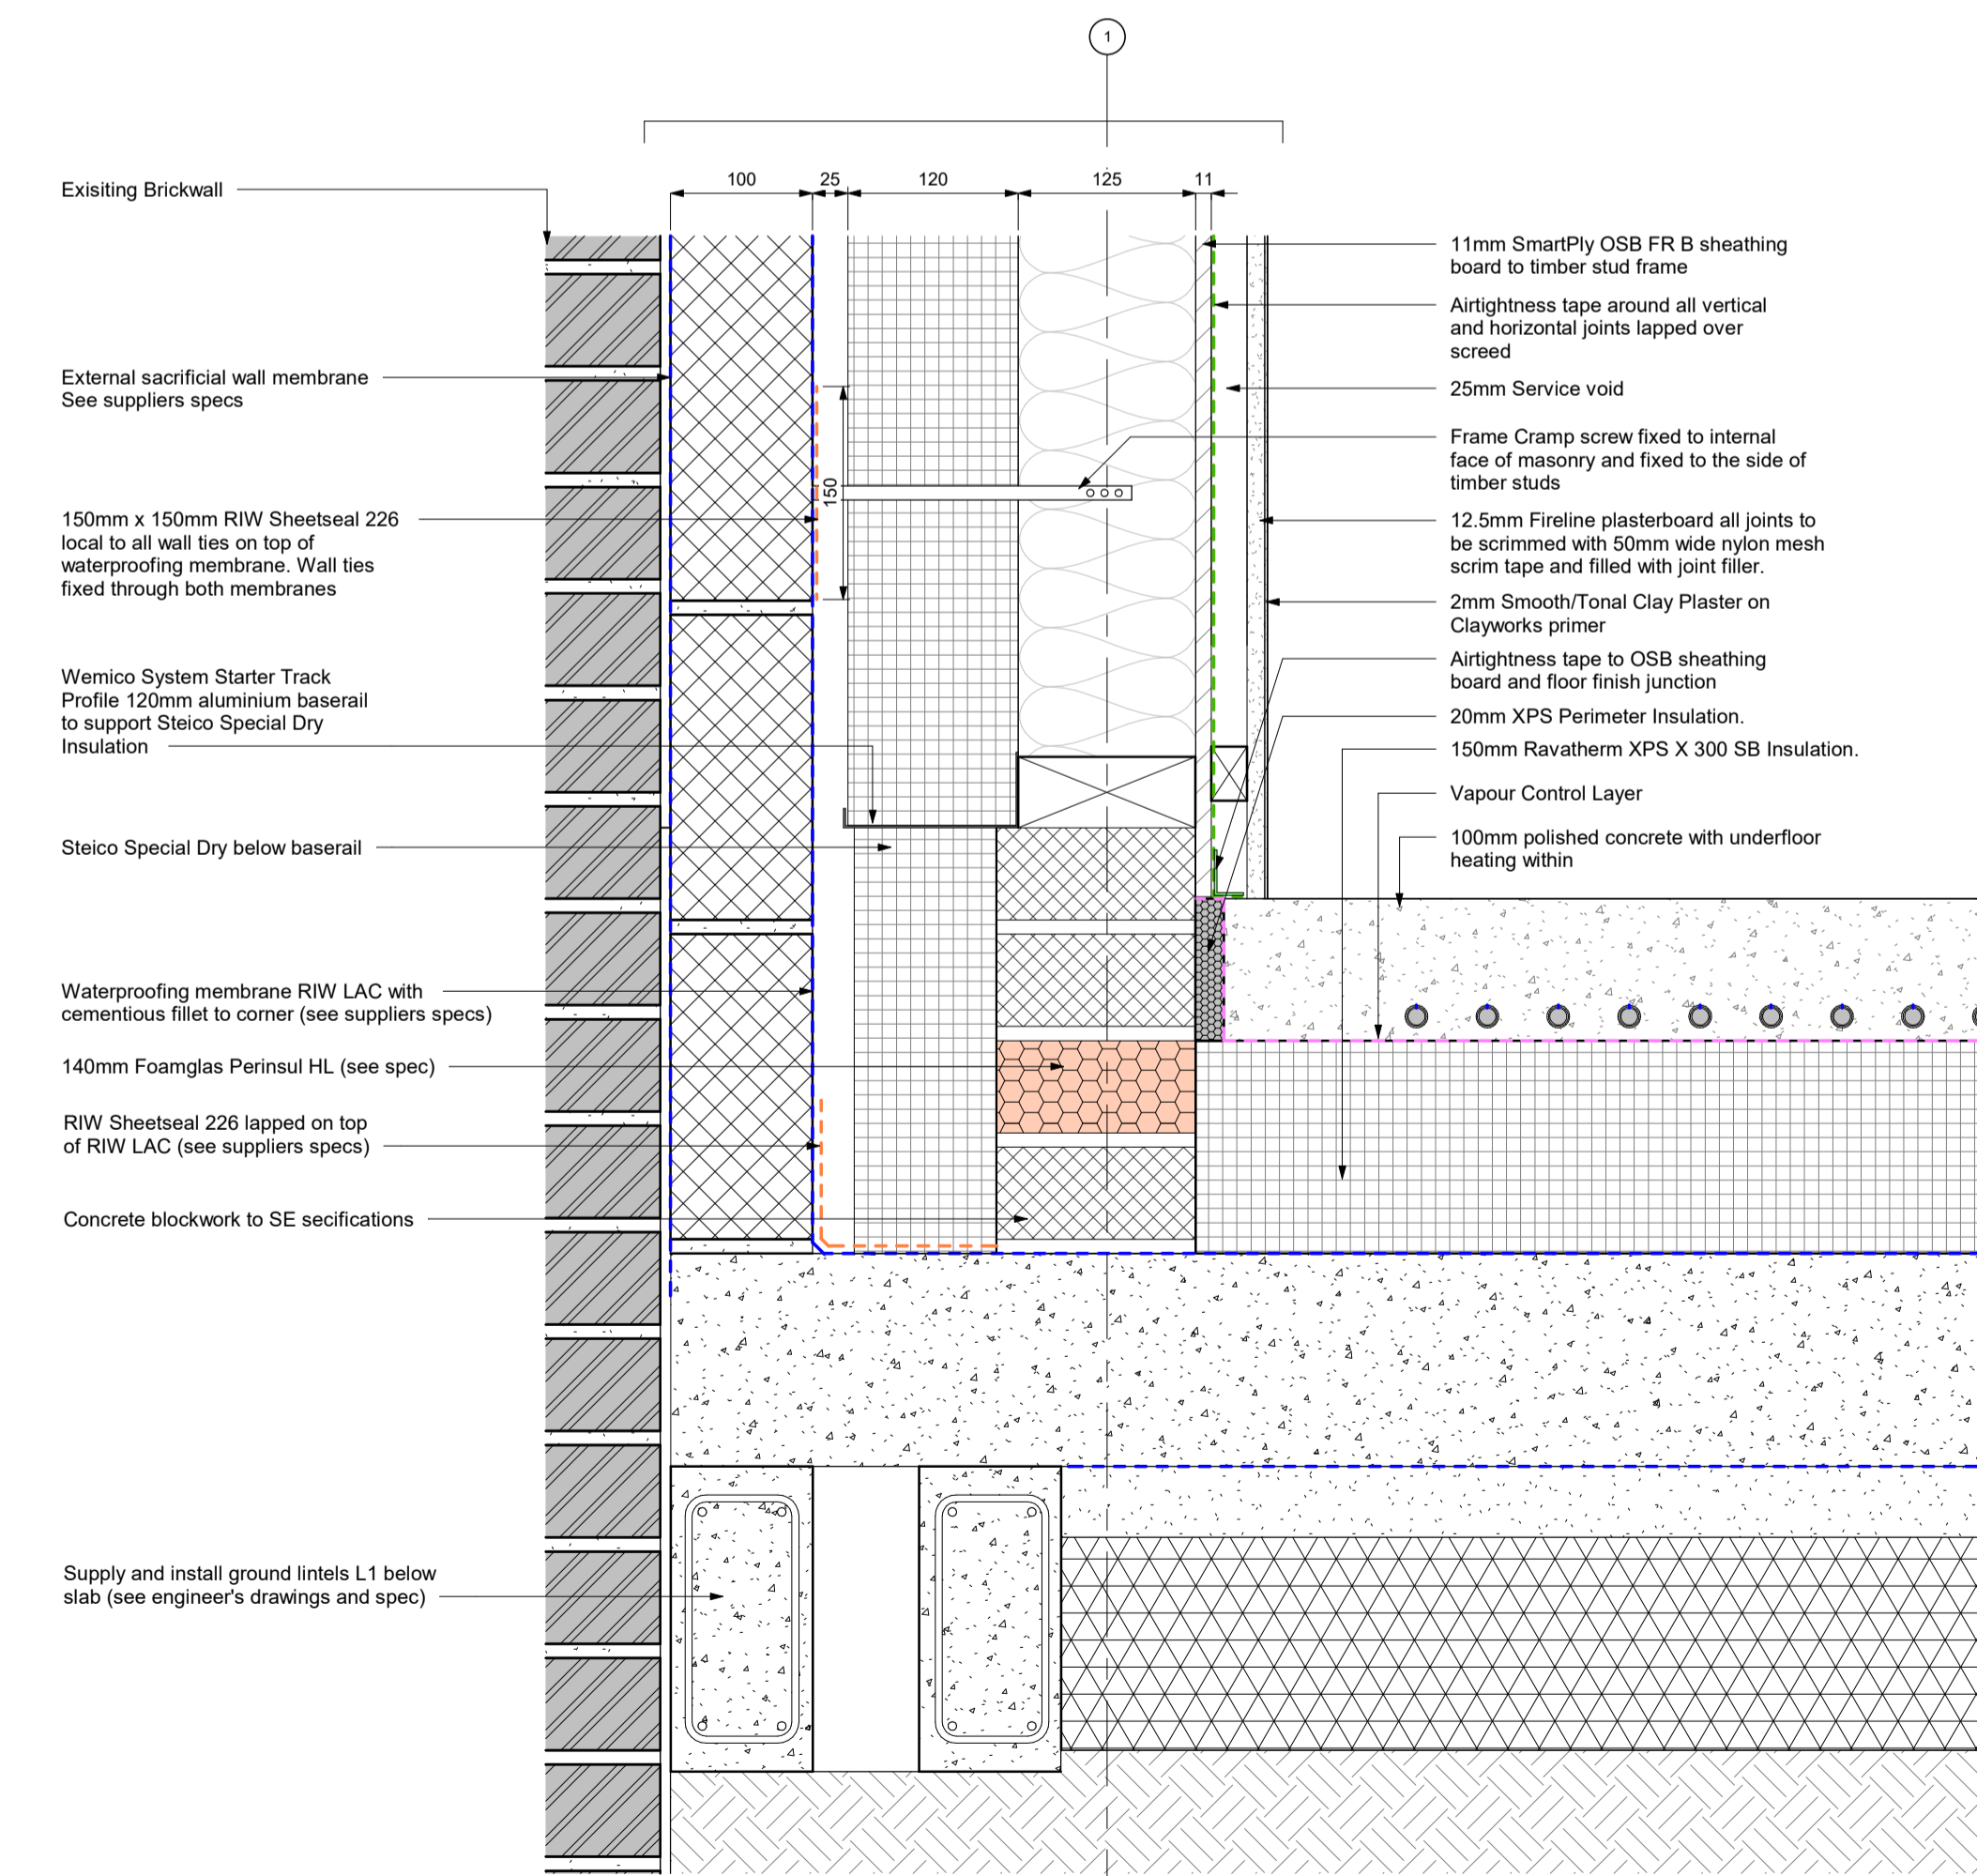 1
100
25
120
125
11
Exisiting Brickwall
External sacrificial wall membrane
See suppliers specs
150mm x 150mm RIW Sheetseal 226
local to all wall ties on top of
waterproofing membrane. Wall ties
fixed through both membranes
Wemico System Starter Track
Profile 120mm aluminium baserail
to support Steico Special Dry
Insulation
Steico Special Dry below baserail
Waterproofing membrane RIW LAC with
cementious fillet to corner (see suppliers specs)
140mm Foamglas Perinsul HL (see spec)
RIW Sheetseal 226 lapped on top
of RIW LAC (see suppliers specs)
Concrete blockwork to SE secifications
Supply and install ground lintels L1 below
slab (see engineer's drawings and spec)
150
11mm SmartPly OSB FR B sheathing
board to timber stud frame
Airtightness tape around all vertical
and horizontal joints lapped over
screed
25mm Service void
Frame Cramp screw fixed to internal
face of masonry and fixed to the side of
timber studs
12.5mm Fireline plasterboard all joints to
be scrimmed with 50mm wide nylon mesh
scrim tape and filled with joint filler.
2mm Smooth/Tonal Clay Plaster on
Clayworks primer
Airtightness tape to OSB sheathing
board and floor finish junction
20mm XPS Perimeter Insulation.
150mm Ravatherm XPS X 300 SB Insulation.
Vapour Control Layer
100mm polished concrete with underfloor
heating within